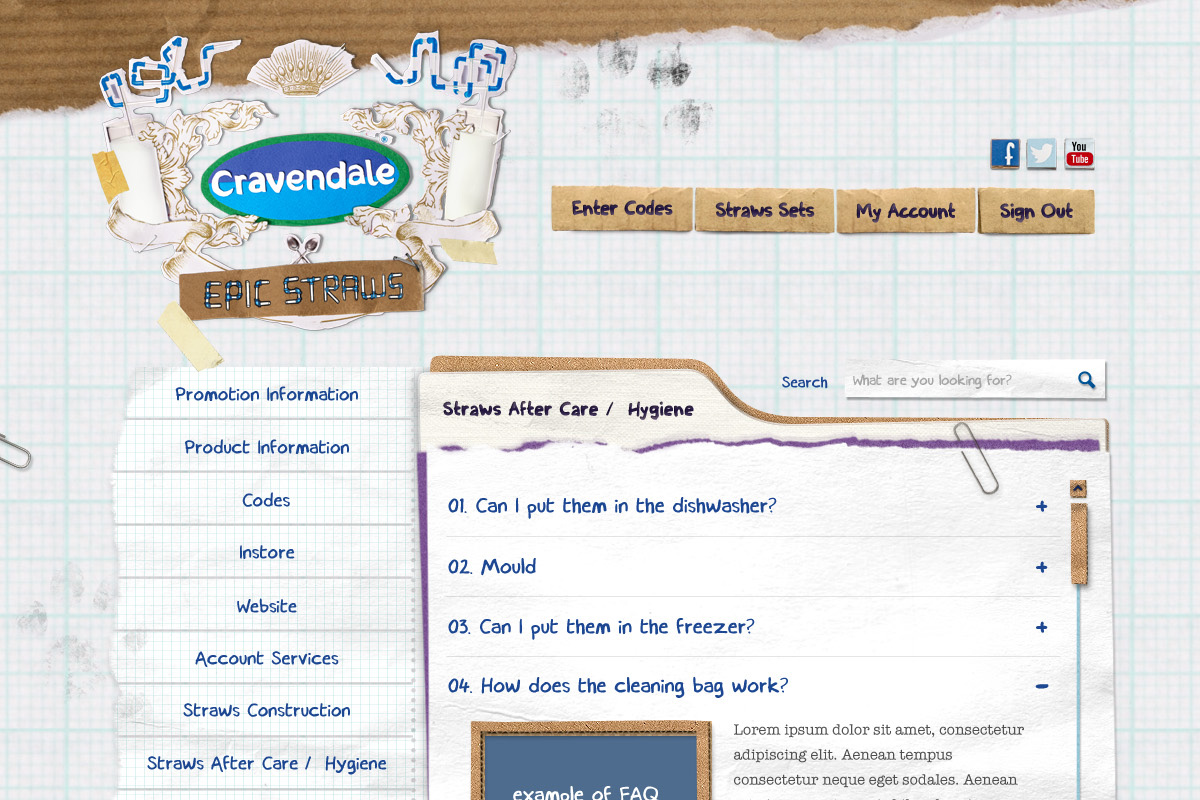 Cravendale
EPIC STRAWS
f
You
Tube
Enter Codes
Straws Sets
My Account
Sign Out
Search
What are you looking for?
Promotion Information
Product Information
Codes
Instore
Website
Account Services
Straws Construction
Straws After Care / Hygiene
Straws After Care / Hygiene
01. Can I put them in the dishwasher?
+
02. Mould
+
03. Can I put them in the freezer?
+
04. How does the cleaning bag work?
-
example of FAQ
Lorem ipsum dolor sit amet, consectetur
adipiscing elit. Aenean tempus
consectetur neque eget sodales. Aenean